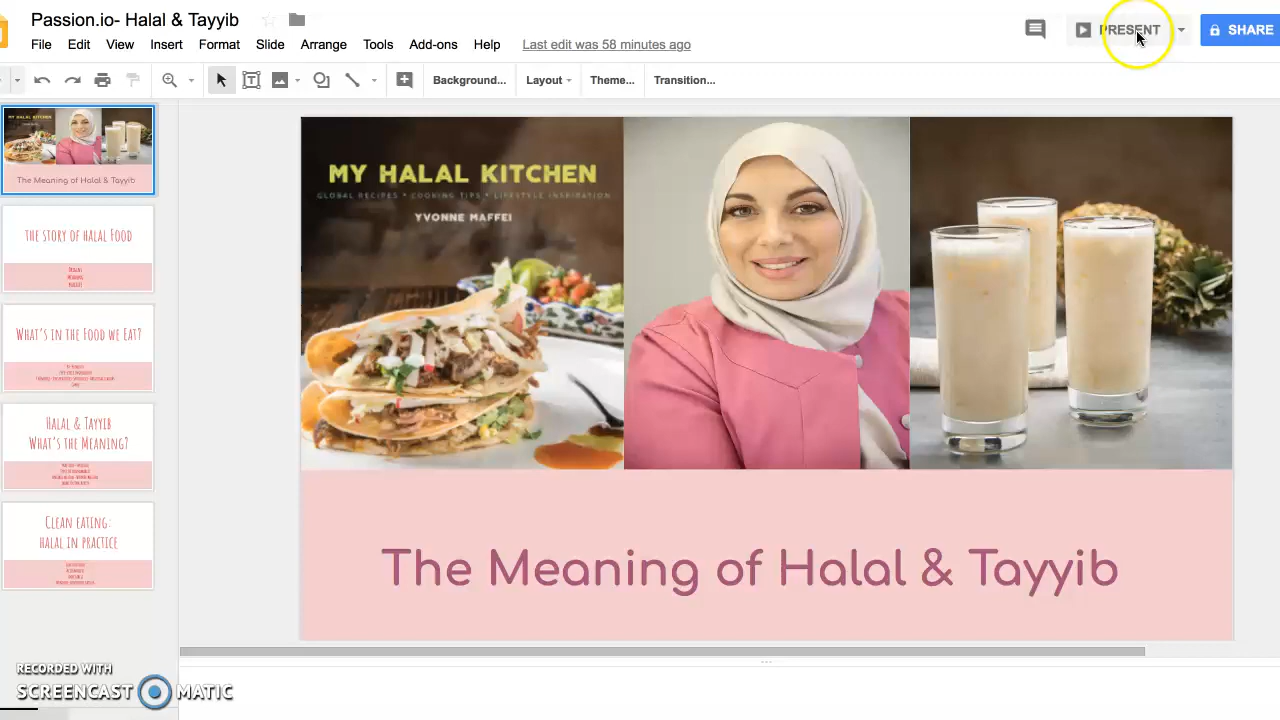 Passion.io- Halal & Tayyib
File Edit View Insert Format Slide Arrange Tools Add-ons Help Last edit was 58 minutes ago
PRESENT
SHARE
Background... Layout Theme... Transition...
The Meaning of Halal & Tayyib
THE STORY OF HALAL FOOD
WHAT'S IN THE FOOD WE EAT?
HALAL & TAYYIB
WHAT'S THE MEANING?
CLEAN EATING:
HALAL IN PRACTICE
MY HALAL KITCHEN
GLOBAL RECIPES • COOKING TIPS • LIFESTYLE INSPIRATION
YVONNE MAFFEI
The Meaning of Halal & Tayyib
RECORDED WITH
SCREENCAST MATIC